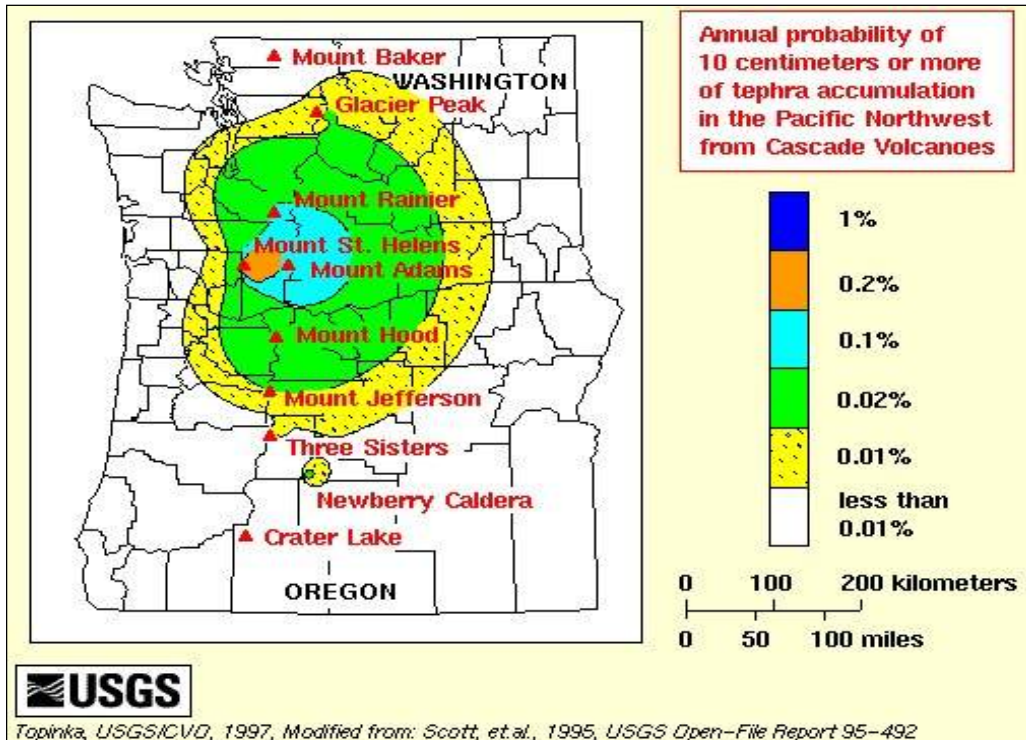 Mount Baker
WASHINGTON
Glacier Peak
Mount Rainier
Mount St. Helens
Mount Adams
Mount Hood
Mount Jefferson
Three Sisters
Newberry Caldera
Crater Lake
OREGON
Annual probability of
10 centimeters or more
of tephra accumulation
in the Pacific Northwest
from Cascade Volcanoes
1%
0.2%
0.1%
0.02%
0.01%
less than
0.01%
0 100 200 kilometers
0 50 100 miles
USGS
Topinka, USGS/CVO, 1997, Modified from: Scott, et.al., 1995, USGS Open-File Report 95-492